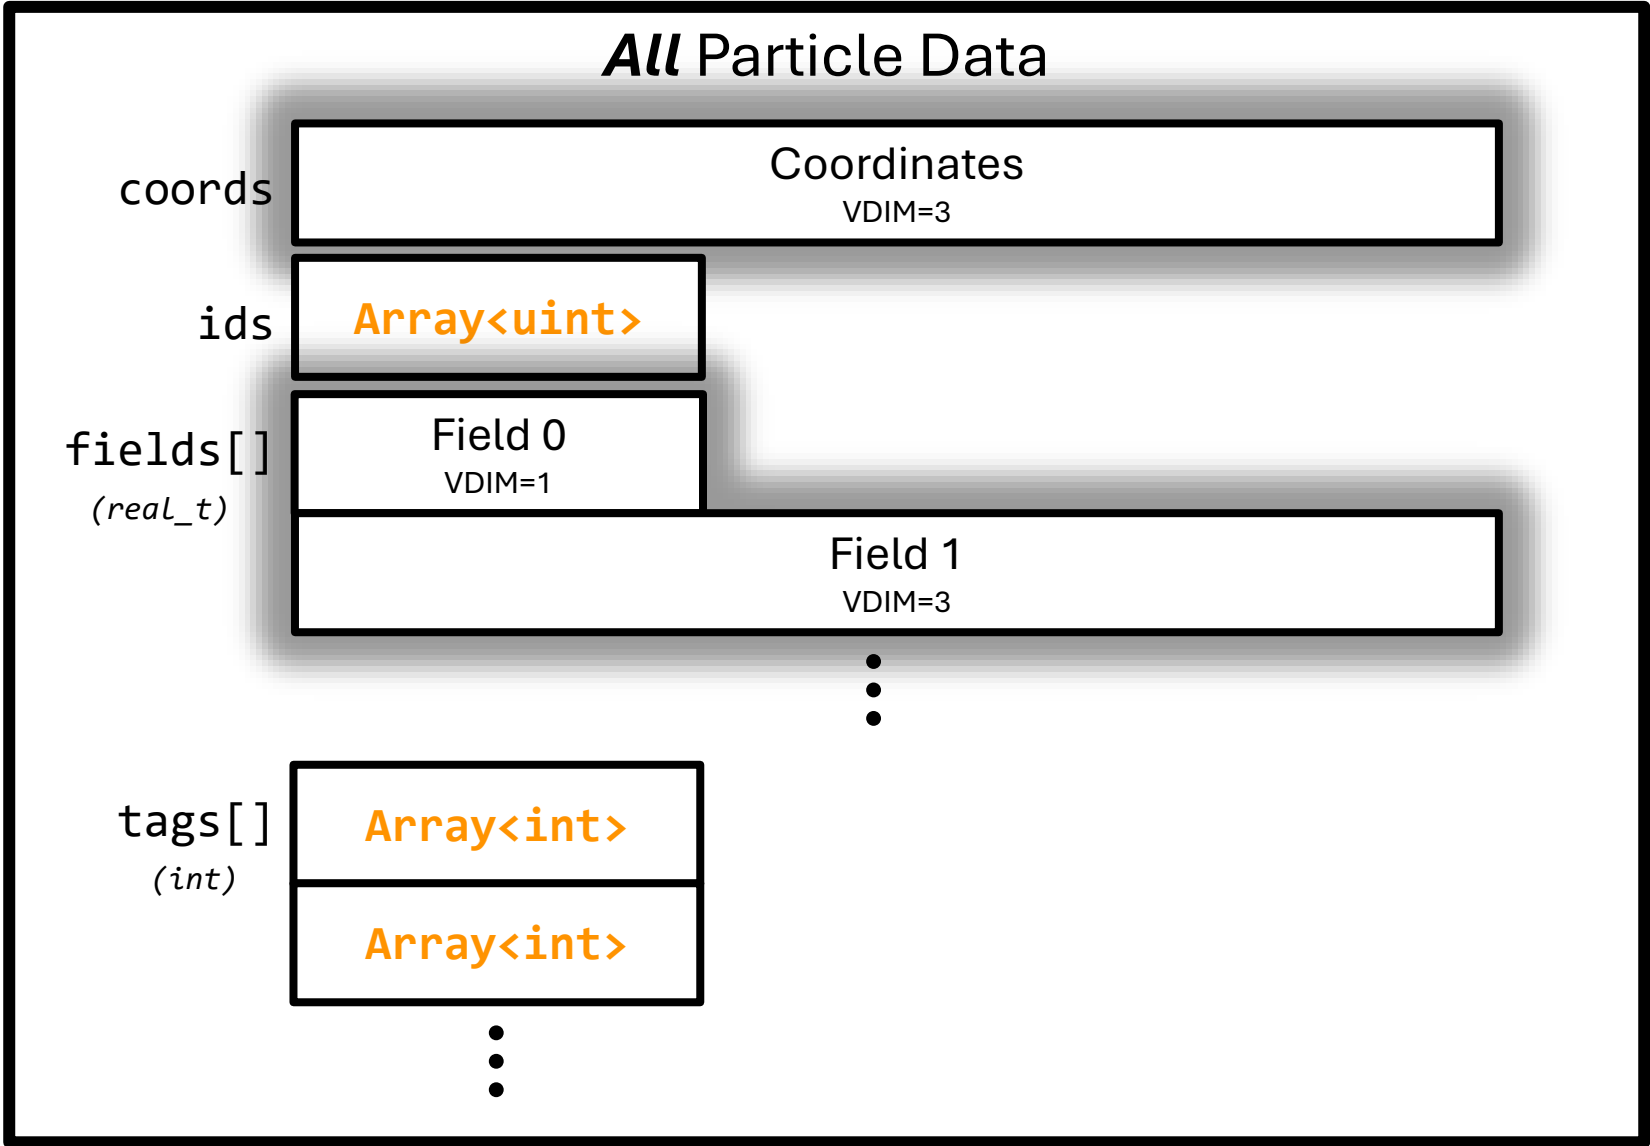 All Particle Data
coords
Coordinates
VDIM=3
ids
Array<uint>
fields[]
(real_t)
Field 0
VDIM=1
Field 1
VDIM=3
tags[]
(int)
Array<int>
Array<int>